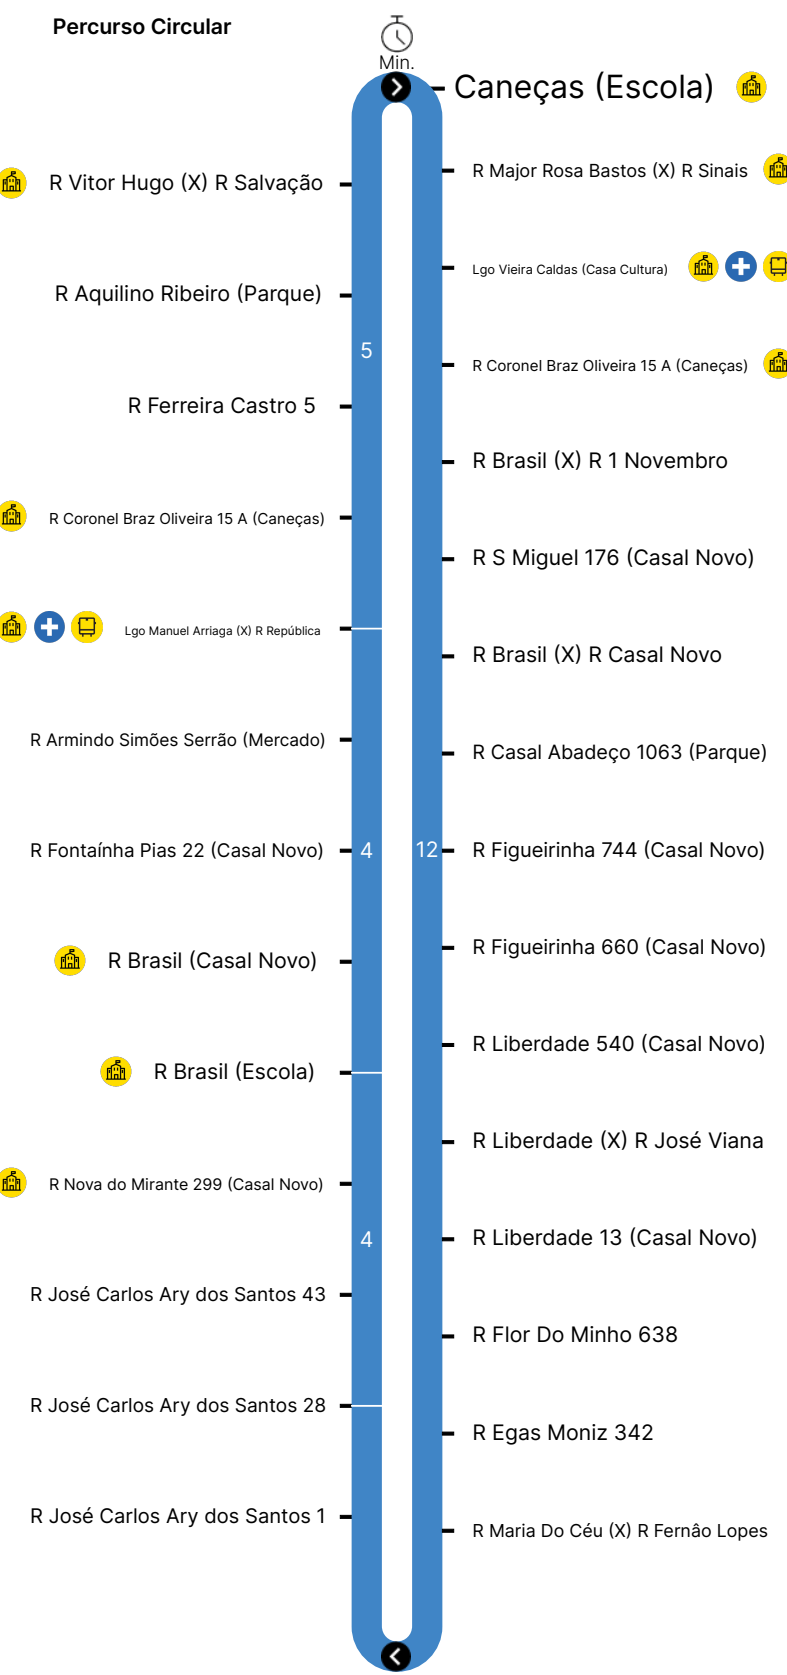 Percurso Circular
Min.
Caneças (Escola)
R Major Rosa Bastos (X) R Sinais
Lgo Vieira Caldas (Casa Cultura)
R Coronel Braz Oliveira 15 A (Caneças)
R Brasil (X) R 1 Novembro
R S Miguel 176 (Casal Novo)
R Brasil (X) R Casal Novo
R Casal Abadeço 1063 (Parque)
12
R Figueirinha 744 (Casal Novo)
R Figueirinha 660 (Casal Novo)
R Liberdade 540 (Casal Novo)
R Liberdade (X) R José Viana
R Liberdade 13 (Casal Novo)
R Flor Do Minho 638
R Egas Moniz 342
R Maria Do Céu (X) R Fernâo Lopes
R Vitor Hugo (X) R Salvação
R Aquilino Ribeiro (Parque)
5
R Ferreira Castro 5
R Coronel Braz Oliveira 15 A (Caneças)
Lgo Manuel Arriaga (X) R República
R Armindo Simões Serrão (Mercado)
R Fontaínha Pias 22 (Casal Novo)
4
R Brasil (Casal Novo)
R Brasil (Escola)
R Nova do Mirante 299 (Casal Novo)
4
R José Carlos Ary dos Santos 43
R José Carlos Ary dos Santos 28
R José Carlos Ary dos Santos 1